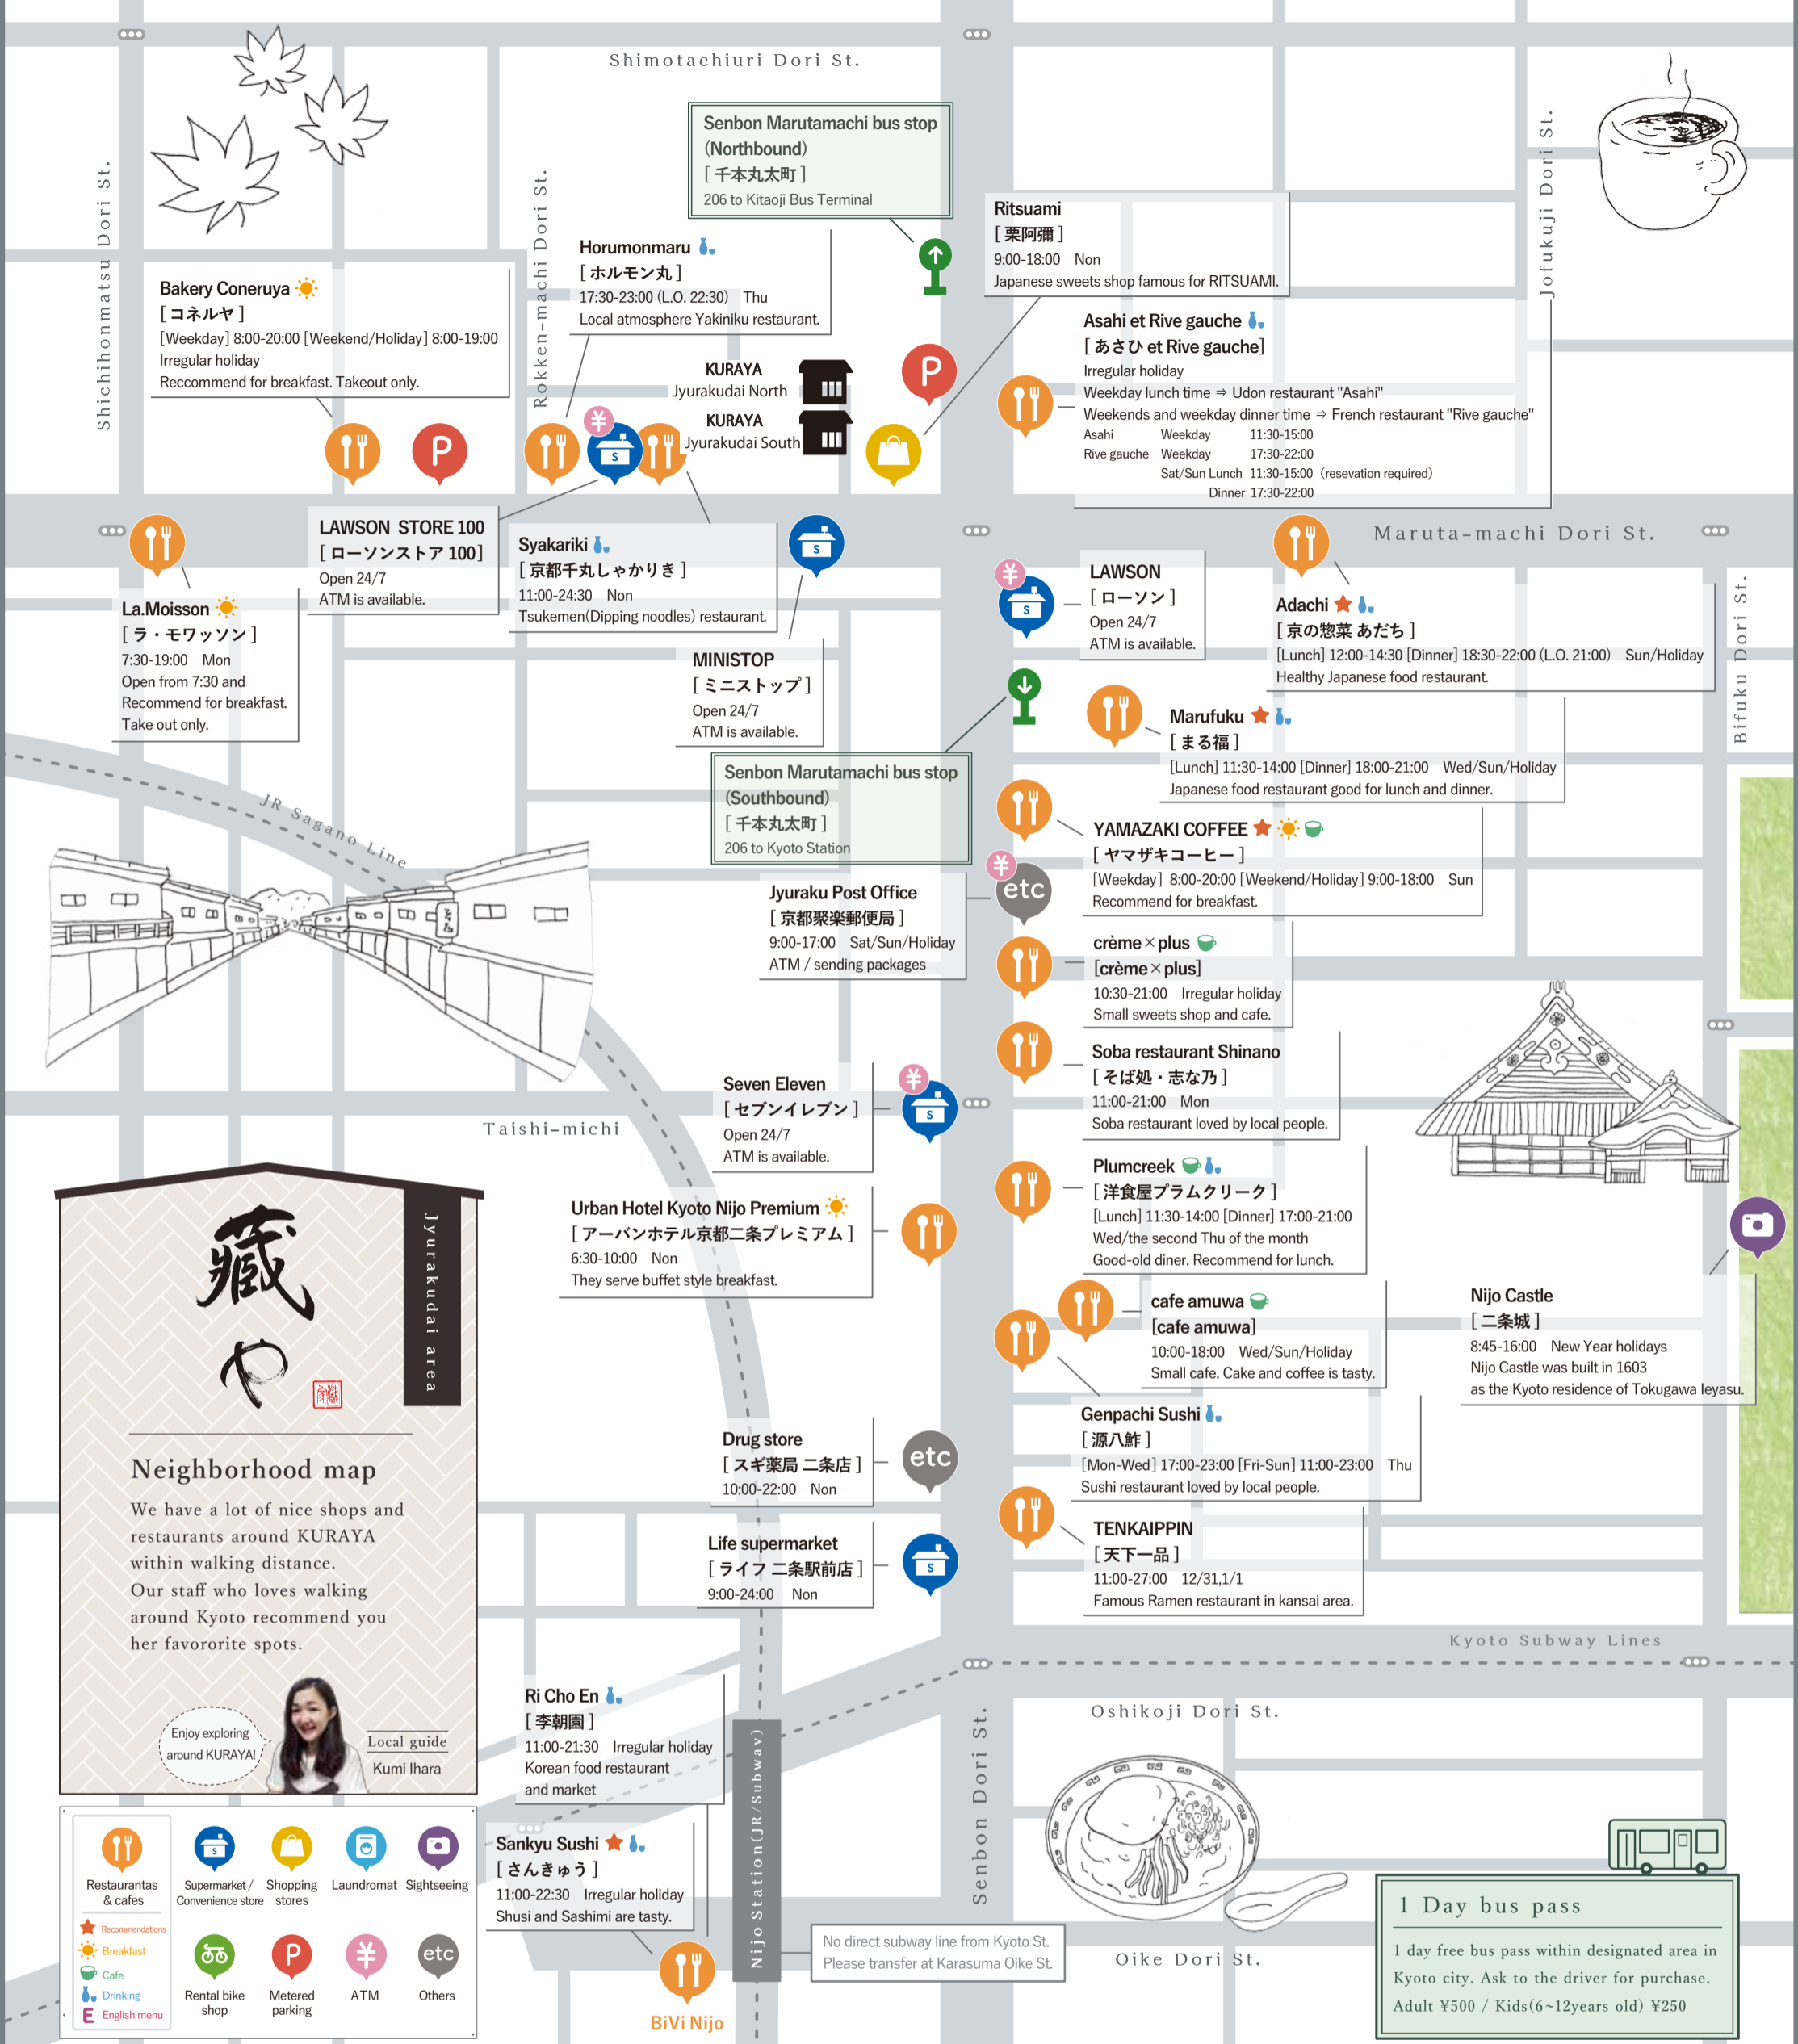 Shimotachiuri Dori St.
Shichihonmatsu Dori St.
Rokken-machi Dori St.
Jofukuji Dori St.
Senbon Marutamachi bus stop
(Northbound)
[ 千本丸太町 ]
206 to Kitaoji Bus Terminal
Ritsuami
[ 栗阿彌 ]
9:00-18:00 Non
Japanese sweets shop famous for RITSUAMI.
Horumonmaru
[ ホルモン丸 ]
17:30-23:00 (L.O. 22:30) Thu
Local atmosphere Yakiniku restaurant.
Bakery Coneruya
[ コネルヤ ]
[Weekday] 8:00-20:00 [Weekend/Holiday] 8:00-19:00
Irregular holiday
Reccommend for breakfast. Takeout only.
Asahi et Rive gauche
[ あさひ et Rive gauche]
Irregular holiday
Weekday lunch time ⇒ Udon restaurant "Asahi"
Weekends and weekday dinner time ⇒ French restaurant "Rive gauche"
Asahi Weekday 11:30-15:00
Rive gauche Weekday 17:30-22:00
Sat/Sun Lunch 11:30-15:00 (resevation required)
Dinner 17:30-22:00
KURAYA
Jyurakudai North
KURAYA
Jyurakudai South
P
P
¥
S
Maruta-machi Dori St.
Bifuku Dori St.
LAWSON STORE 100
[ ローソンストア 100]
Open 24/7
ATM is available.
Syakariki
[ 京都千丸しゃかりき ]
11:00-24:30 Non
Tsukemen(Dipping noodles) restaurant.
S
La.Moisson
[ ラ・モワッソン ]
7:30-19:00 Mon
Open from 7:30 and
Recommend for breakfast.
Take out only.
MINISTOP
[ ミニストップ ]
Open 24/7
ATM is available.
¥
S
LAWSON
[ ローソン ]
Open 24/7
ATM is available.
Adachi
[ 京の惣菜 あだち ]
[Lunch] 12:00-14:30 [Dinner] 18:30-22:00 (L.O. 21:00) Sun/Holiday
Healthy Japanese food restaurant.
Marufuku
[ まる福 ]
[Lunch] 11:30-14:00 [Dinner] 18:00-21:00 Wed/Sun/Holiday
Japanese food restaurant good for lunch and dinner.
Senbon Marutamachi bus stop
(Southbound)
[ 千本丸太町 ]
206 to Kyoto Station
JR Sagano Line
YAMAZAKI COFFEE
[ ヤマザキコーヒー ]
[Weekday] 8:00-20:00 [Weekend/Holiday] 9:00-18:00 Sun
Recommend for breakfast.
¥
etc
Jyuraku Post Office
[ 京都聚楽郵便局 ]
9:00-17:00 Sat/Sun/Holiday
ATM / sending packages
crème×plus
[crème×plus]
10:30-21:00 Irregular holiday
Small sweets shop and cafe.
Soba restaurant Shinano
[ そば処・志な乃 ]
11:00-21:00 Mon
Soba restaurant loved by local people.
Seven Eleven
[ セブンイレブン ]
Open 24/7
ATM is available.
¥
S
Taishi-michi
Plumcreek
[ 洋食屋プラムクリーク ]
[Lunch] 11:30-14:00 [Dinner] 17:00-21:00
Wed/the second Thu of the month
Good-old diner. Recommend for lunch.
Urban Hotel Kyoto Nijo Premium
[ アーバンホテル京都二条プレミアム ]
6:30-10:00 Non
They serve buffet style breakfast.
cafe amuwa
[cafe amuwa]
10:00-18:00 Wed/Sun/Holiday
Small cafe. Cake and coffee is tasty.
Nijo Castle
[ 二条城 ]
8:45-16:00 New Year holidays
Nijo Castle was built in 1603
as the Kyoto residence of Tokugawa Ieyasu.
Genpachi Sushi
[ 源八鮓 ]
[Mon-Wed] 17:00-23:00 [Fri-Sun] 11:00-23:00 Thu
Sushi restaurant loved by local people.
Drug store
[ スギ薬局 二条店 ]
10:00-22:00 Non
etc
TENKAIPPIN
[ 天下一品 ]
11:00-27:00 12/31,1/1
Famous Ramen restaurant in kansai area.
Life supermarket
[ ライフ 二条駅前店 ]
9:00-24:00 Non
S
Kyoto Subway Lines
蔵
や
Jyurakudai area
Neighborhood map
We have a lot of nice shops and
restaurants around KURAYA
within walking distance.
Our staff who loves walking
around Kyoto recommend you
her favororite spots.
Enjoy exploring
around KURAYA!
Local guide
Kumi Ihara
Ri Cho En
[ 李朝園 ]
11:00-21:30 Irregular holiday
Korean food restaurant
and market
Sankyu Sushi
[ さんきゅう ]
11:00-22:30 Irregular holiday
Shusi and Sashimi are tasty.
BiVi Nijo
Nijo Station(JR/Subway)
No direct subway line from Kyoto St.
Please transfer at Karasuma Oike St.
Senbon Dori St.
Oshikoji Dori St.
Oike Dori St.
1 Day bus pass
1 day free bus pass within designated area in
Kyoto city. Ask to the driver for purchase.
Adult ¥500 / Kids(6~12years old) ¥250
Restaurantas
& cafes
Recommendations
Breakfast
Cafe
Drinking
E English menu
S
Supermarket /
Convenience store
Shopping
stores
Laundromat
Sightseeing
Rental bike
shop
P
Metered
parking
¥
ATM
etc
Others